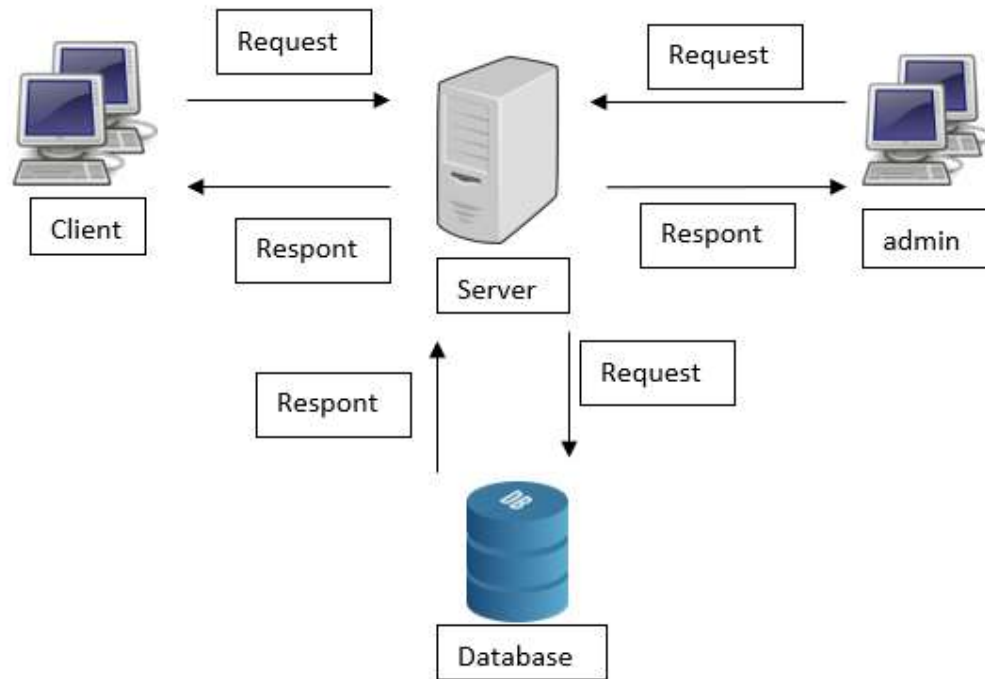 Request
Request
Client
Respont
Respont
admin
Server
Request
Respont
DB
Database